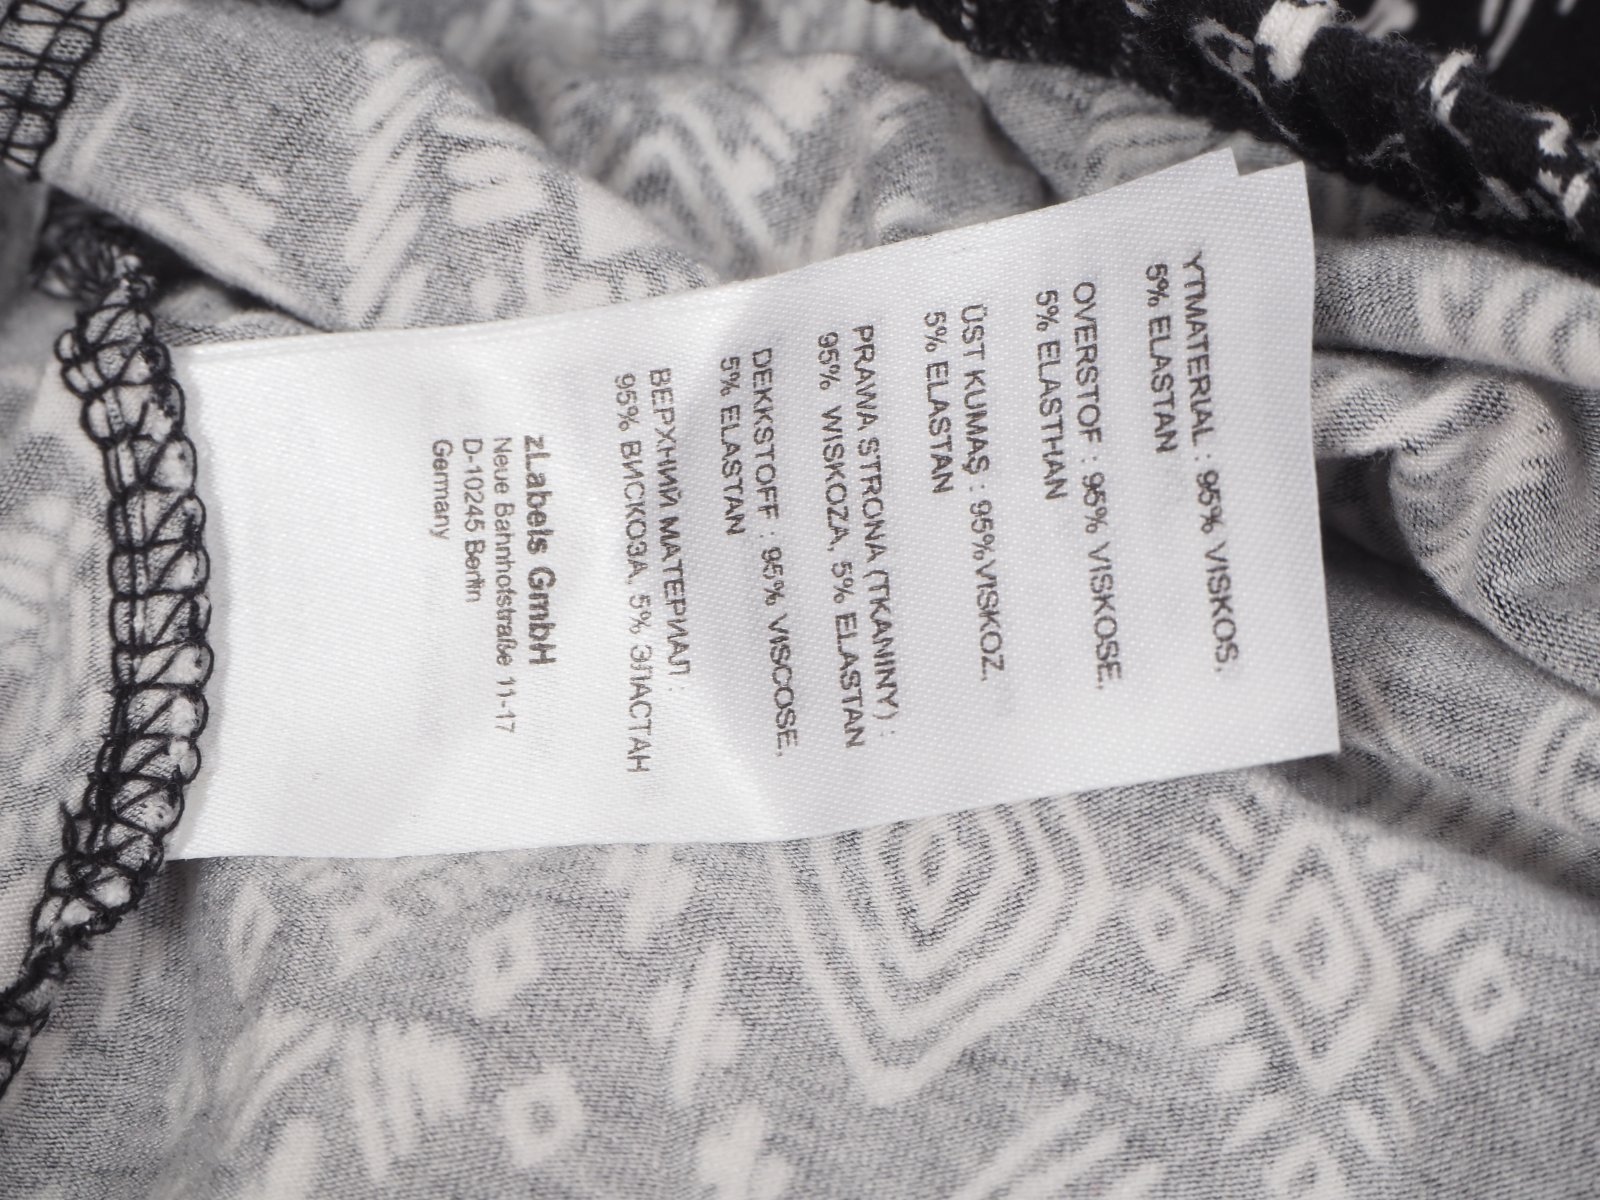 YTMATERIAL : 95% VISKOS,
5% ELASTAN
OVERSTOF : 95% VISKOSE,
5% ELASTHAN
ÜST KUMAŞ : 95%VISKOZ,
5% ELASTAN
PRAWA STRONA (TKANINY) :
95% WISKOZA, 5% ELASTAN
DEKKSTOFF : 95% VISCOSE,
5% ELASTAN
ВЕРХНИЙ МАТЕРИАЛ :
95% ВИСКОЗА, 5% ЭЛАСТАН
zLabels GmbH
Neue Bahnhofstraße 11-17
D-10245 Berlin
Germany